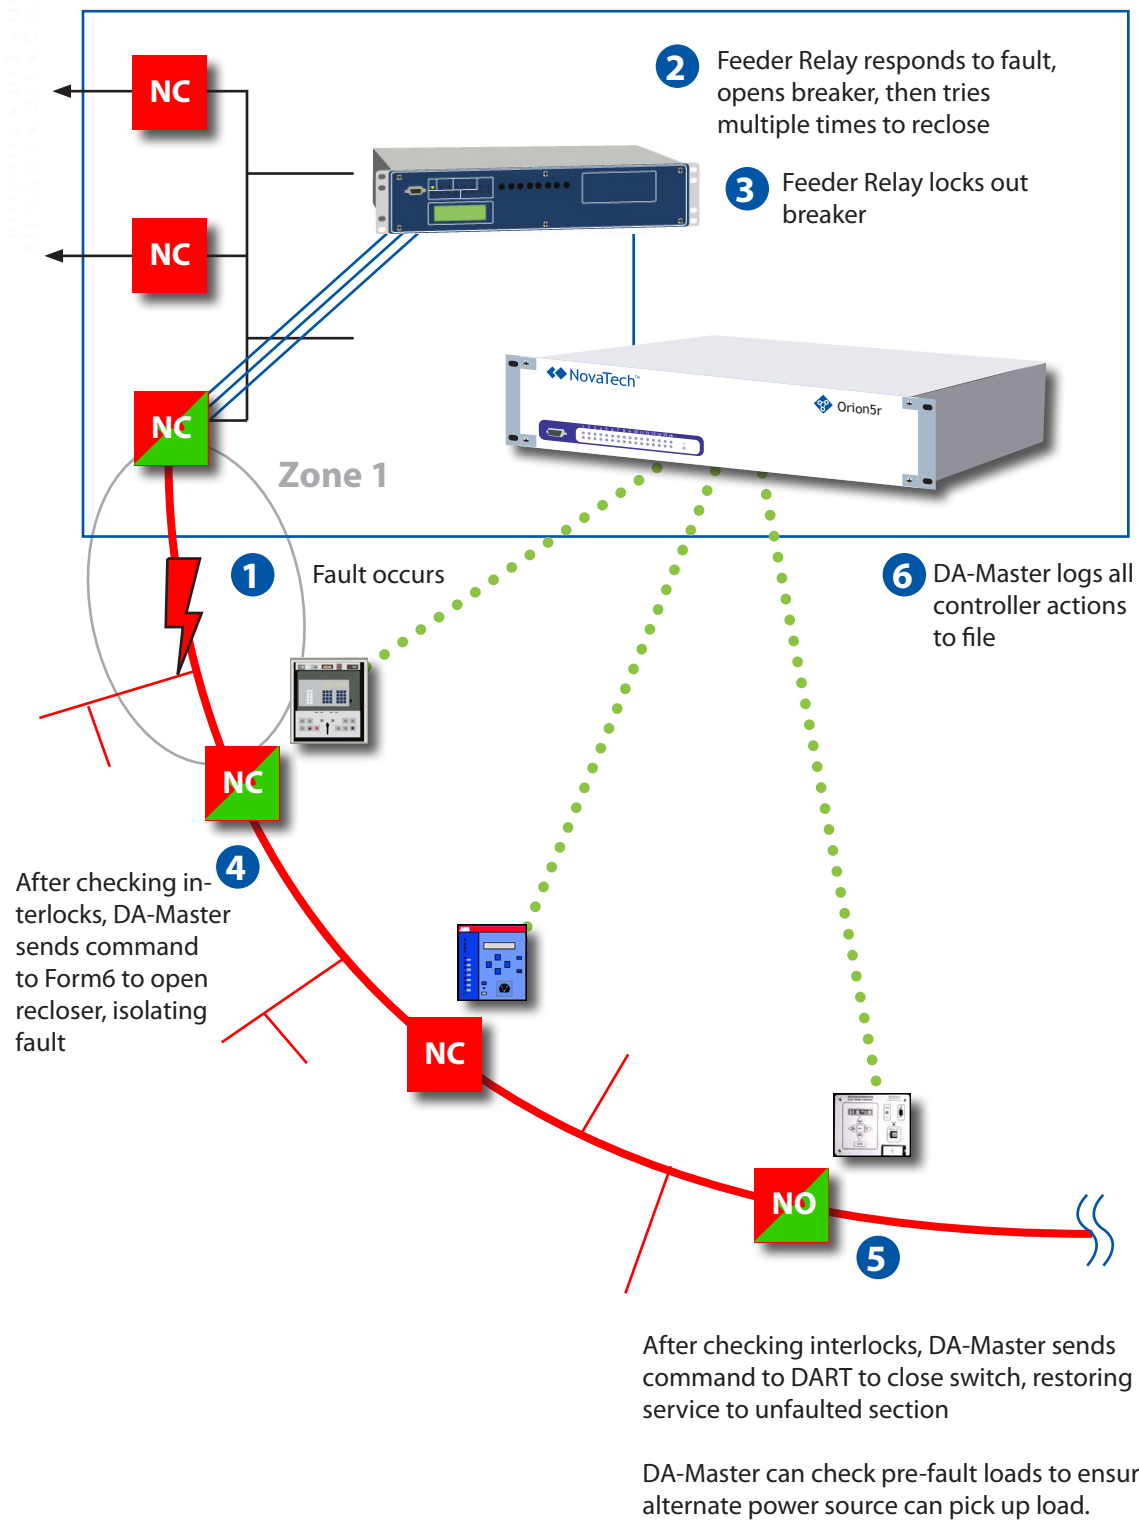 NC
2
Feeder Relay responds to fault,
opens breaker, then tries
multiple times to reclose
3
Feeder Relay locks out
breaker
NC
NovaTech™
Orion5r
NC
Zone 1
1
Fault occurs
6
DA-Master logs all
controller actions
to file
NC
4
After checking in-
terlocks, DA-Master
sends command
to Form6 to open
recloser, isolating
fault
NC
NO
5
After checking interlocks, DA-Master sends
command to DART to close switch, restoring
service to unfaulted section
DA-Master can check pre-fault loads to ensur
alternate power source can pick up load.